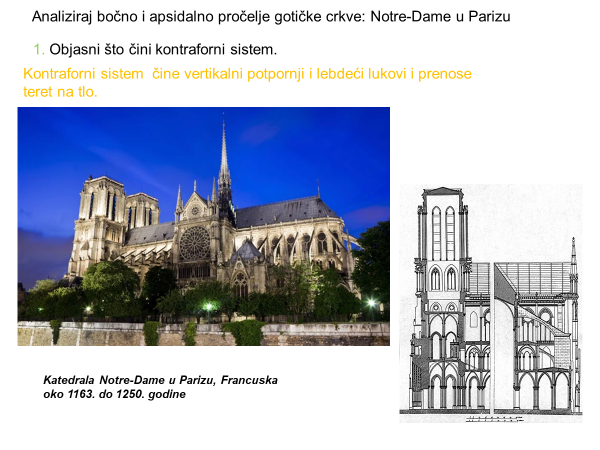 Analiziraj bočno i apsidalno pročelje gotičke crkve: Notre-Dame u Parizu
1. Objasni što čini kontraforni sistem.
Kontraforni sistem  čine vertikalni potpornji i lebdeći lukovi i prenose
teret na tlo.
Katedrala Notre-Dame u Parizu, Francuska
oko 1163. do 1250. godine